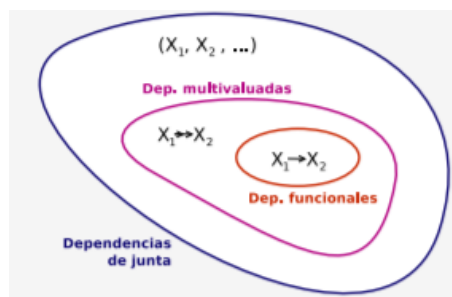 (X₁, X₂ , ...)
Dep. multivaluadas
X₁↠X₂
X₁→X₂
Dep. funcionales
Dependencias
de junta